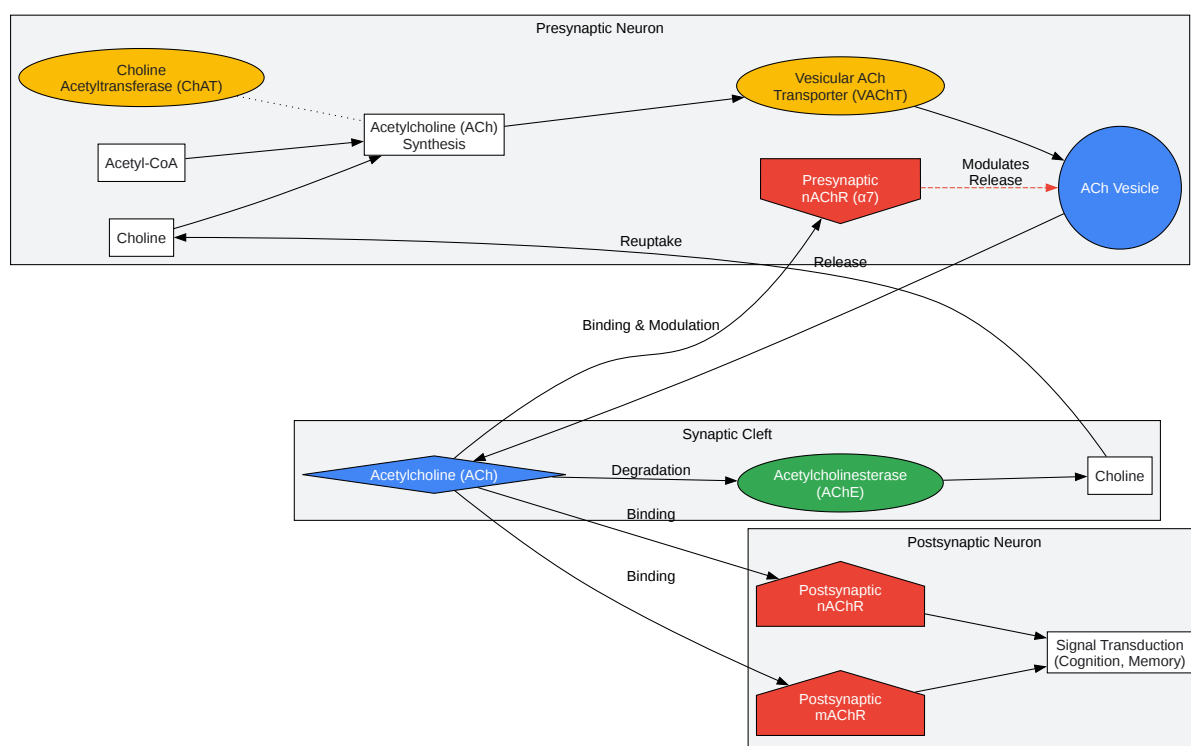 Presynaptic Neuron
Choline
Acetyltransferase (ChAT)
Vesicular ACh
Transporter (VAChT)
Acetylcholine (ACh)
Synthesis
Acetyl-CoA
Modulates
Release
Presynaptic
nAChR (α7)
ACh Vesicle
Choline
Reuptake
Release
Binding & Modulation
Synaptic Cleft
Acetylcholine (ACh)
Degradation
Acetylcholinesterase
(AChE)
Choline
Binding
Postsynaptic Neuron
Binding
Postsynaptic
nAChR
Signal Transduction
(Cognition, Memory)
Postsynaptic
mAChR